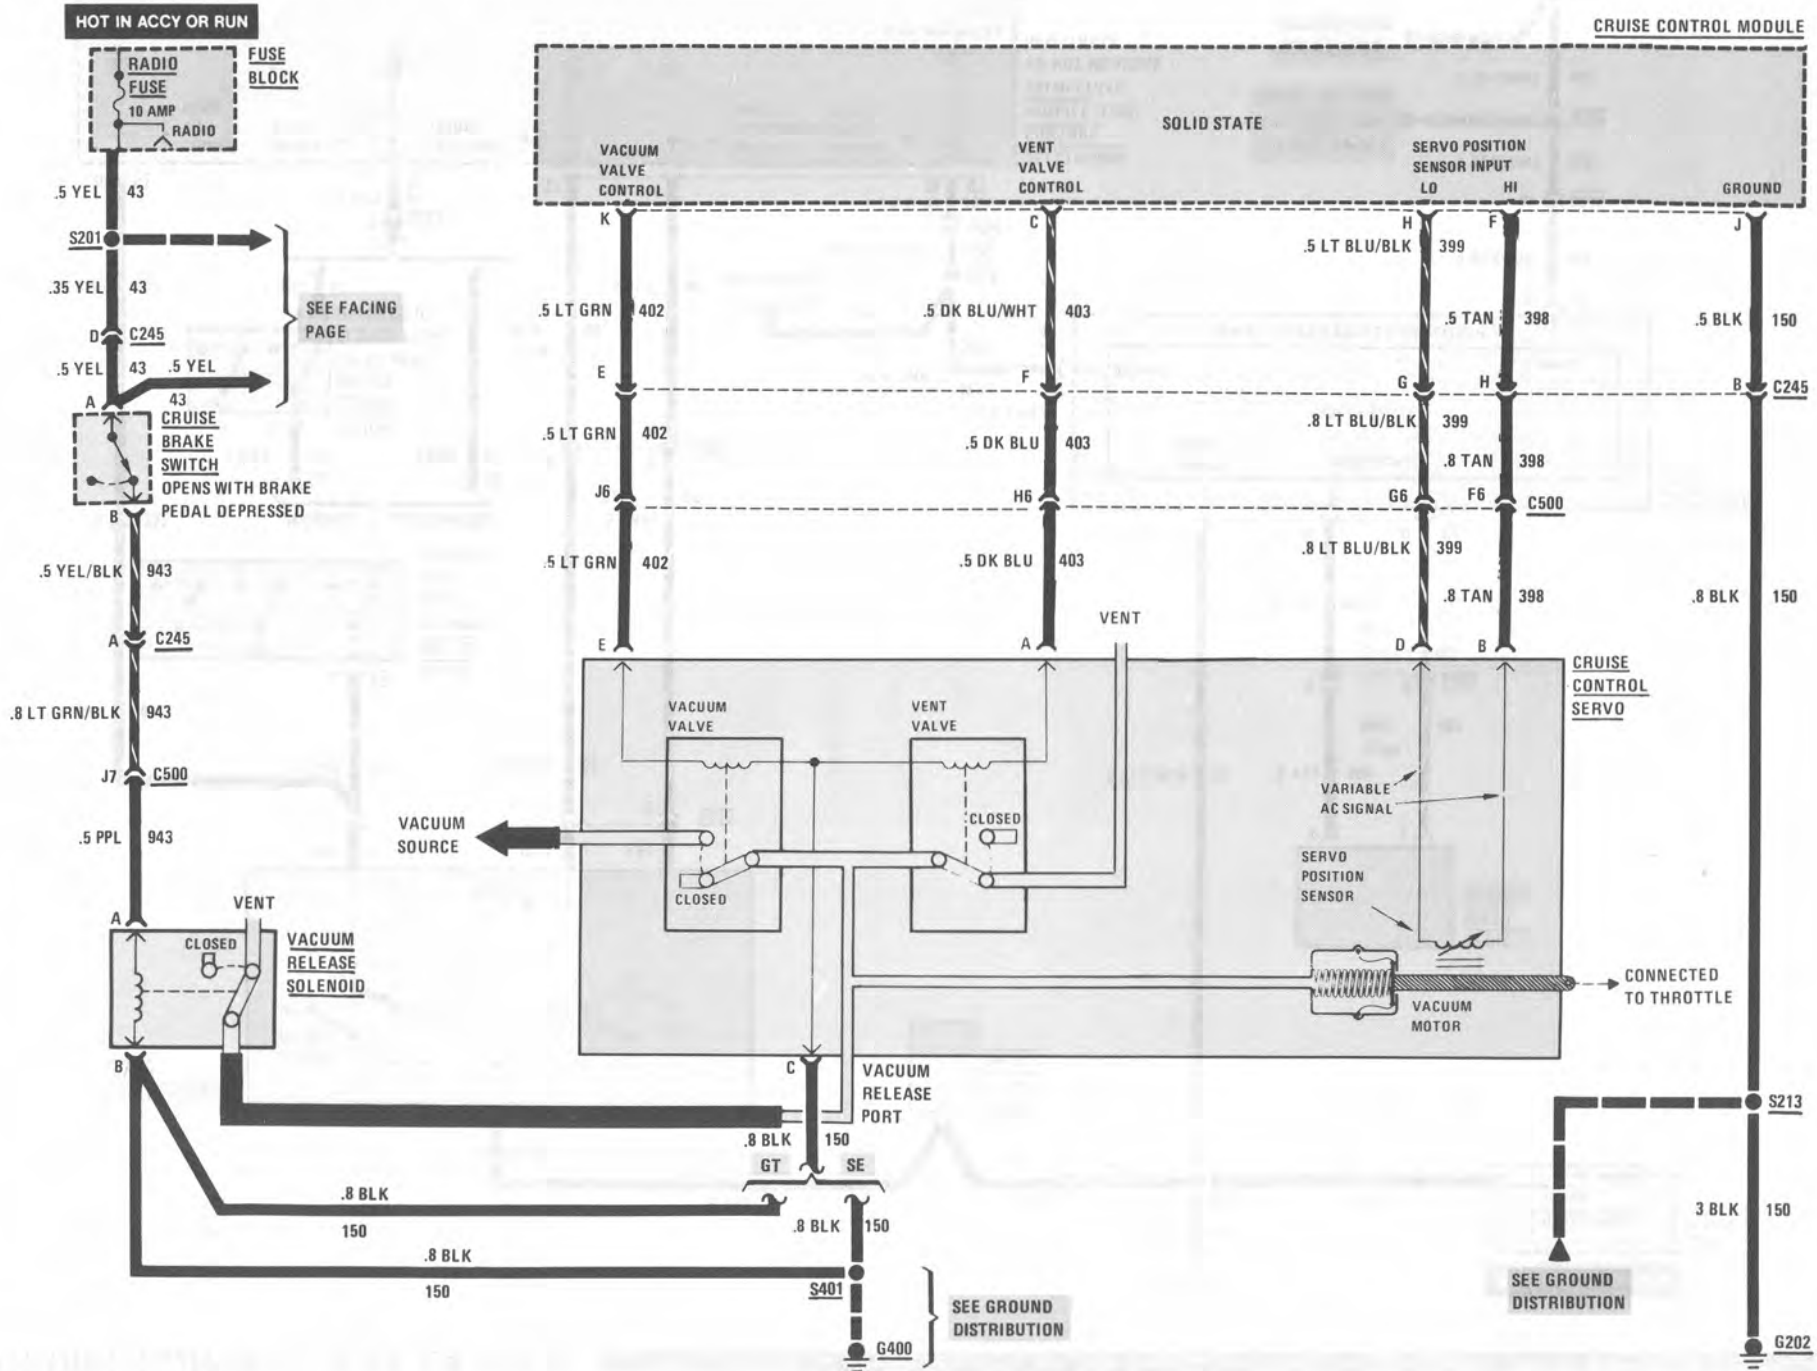 HOT IN ACCY OR RUN
RADIO
FUSE
10 AMP
RADIO
FUSE
BLOCK
.5 YEL 43
S201
.35 YEL 43
D C245
.5 YEL 43 .5 YEL
43
A
SEE FACING
PAGE
CRUISE
BRAKE
SWITCH
OPENS WITH BRAKE
PEDAL DEPRESSED
B
.5 YEL/BLK 943
A C245
.8 LT GRN/BLK 943
J7 C500
.5 PPL 943
A
VENT
CLOSED
VACUUM
RELEASE
SOLENOID
B
CRUISE CONTROL MODULE
SOLID STATE
VACUUM
VALVE
CONTROL
VENT
VALVE
CONTROL
SERVO POSITION
SENSOR INPUT
LO HI
GROUND
K C H F J
.5 LT BLU/BLK 399
.5 LT GRN 402
.5 DK BLU/WHT 403
.5 TAN 398
.5 BLK 150
E F G H B C245
.8 LT BLU/BLK 399
.5 LT GRN 402
.5 DK BLU 403
.8 TAN 398
J6 H6 G6 F6 C500
.8 LT BLU/BLK 399
.5 LT GRN 402
.5 DK BLU 403
.8 TAN 398
.8 BLK 150
VENT
E A D B
CRUISE
CONTROL
SERVO
VACUUM
VALVE
VENT
VALVE
VARIABLE
AC SIGNAL
VACUUM
SOURCE
CLOSED
CLOSED
SERVO
POSITION
SENSOR
CONNECTED
TO THROTTLE
VACUUM
MOTOR
C
VACUUM
RELEASE
PORT
.8 BLK 150
GT SE
.8 BLK
150
.8 BLK 150
.8 BLK
150
S401
G400
SEE GROUND
DISTRIBUTION
S213
3 BLK 150
SEE GROUND
DISTRIBUTION
G202